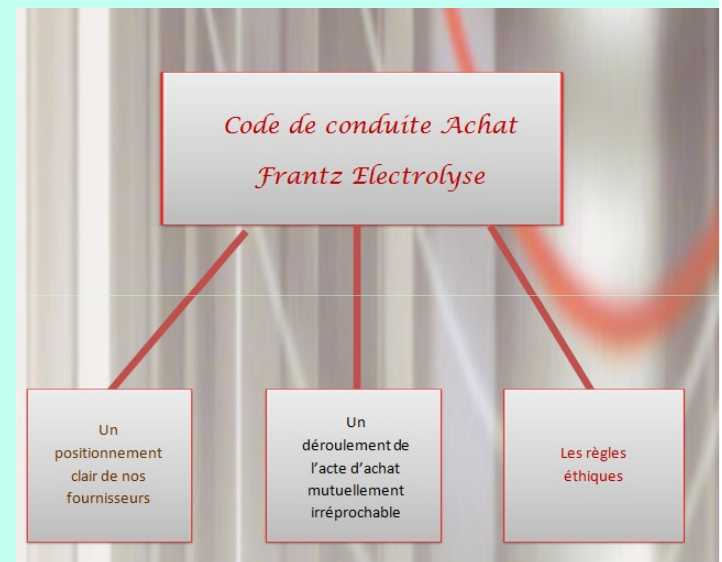 Code de conduite Achat
Frantz Electrolyse
Un
positionnement
clair de nos
fournisseurs
Un
déroulement de
l’acte d’achat
mutuellement
irréprochable
Les règles
éthiques